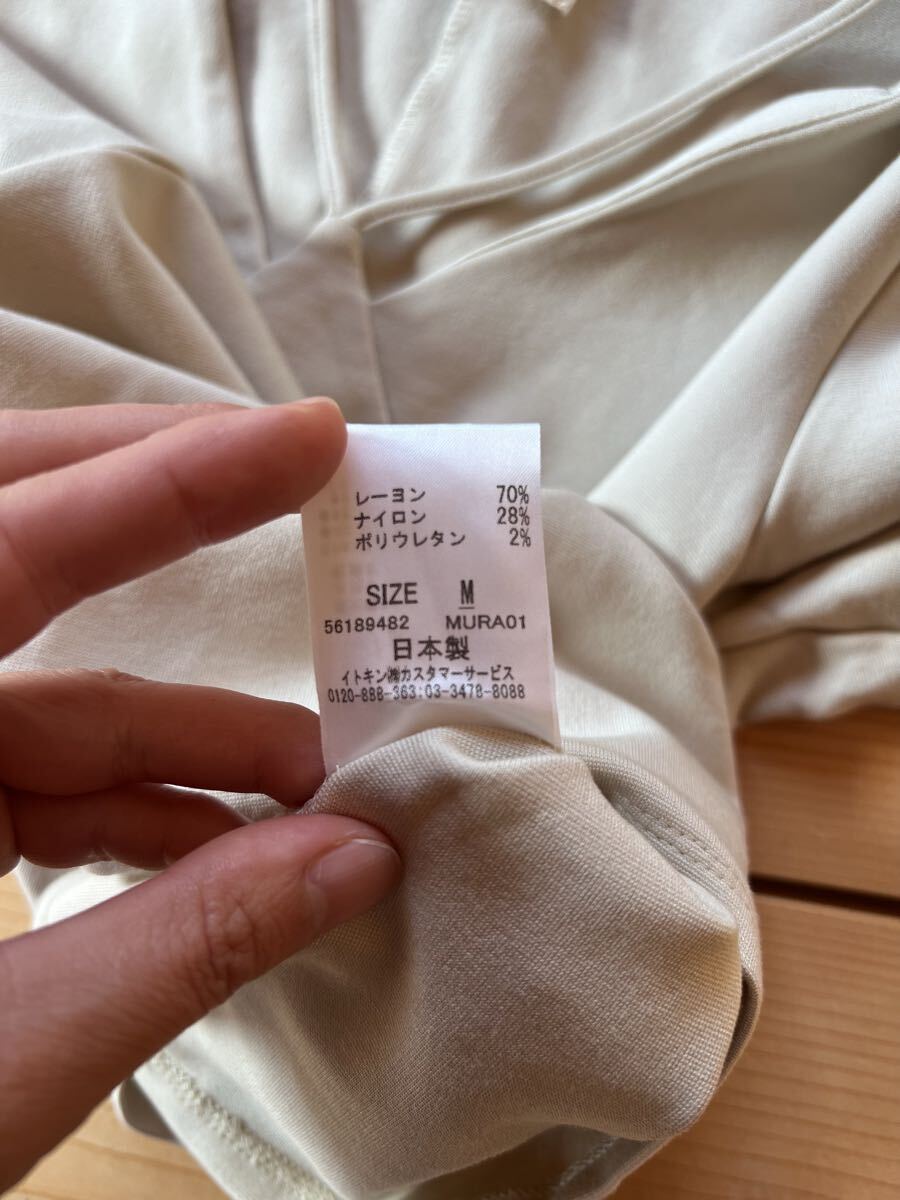 レーヨン 70%
ナイロン 28%
ポリウレタン 2%
SIZE M
56189482 MURA01
日本製
イトキン㈱カスタマーサービス
0120-888-363:03-3478-8088